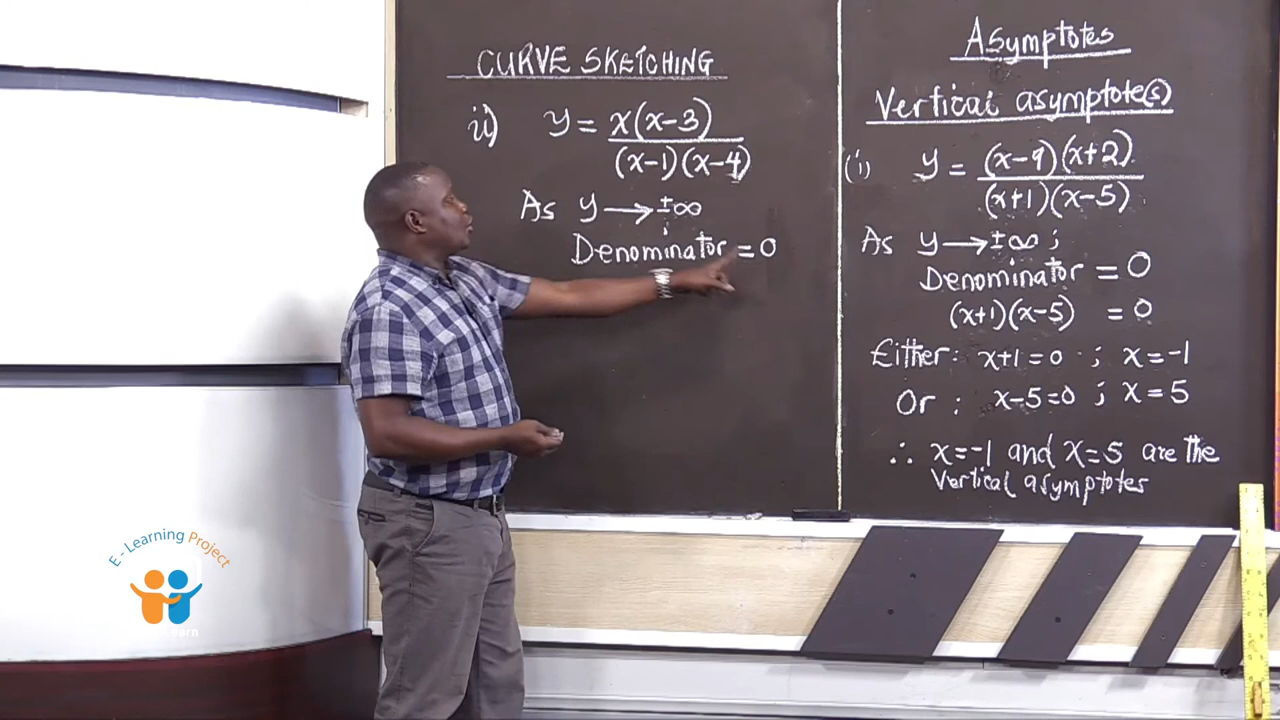 CURVE SKETCHING
ii) y = x(x-3)
(x-1)(x-4)
As y → ±∞ ;
Denominator = 0
Asymptotes
Vertical asymptote(s)
(i) y = (x-9)(x+2)
(x+1)(x-5)
As y → ±∞ ;
Denominator = 0
(x+1)(x-5) = 0
Either : x+1 = 0 ; x = -1
Or : x-5 = 0 ; x = 5
∴ x = -1 and x = 5 are the
Vertical asymptotes
E - Learning Project